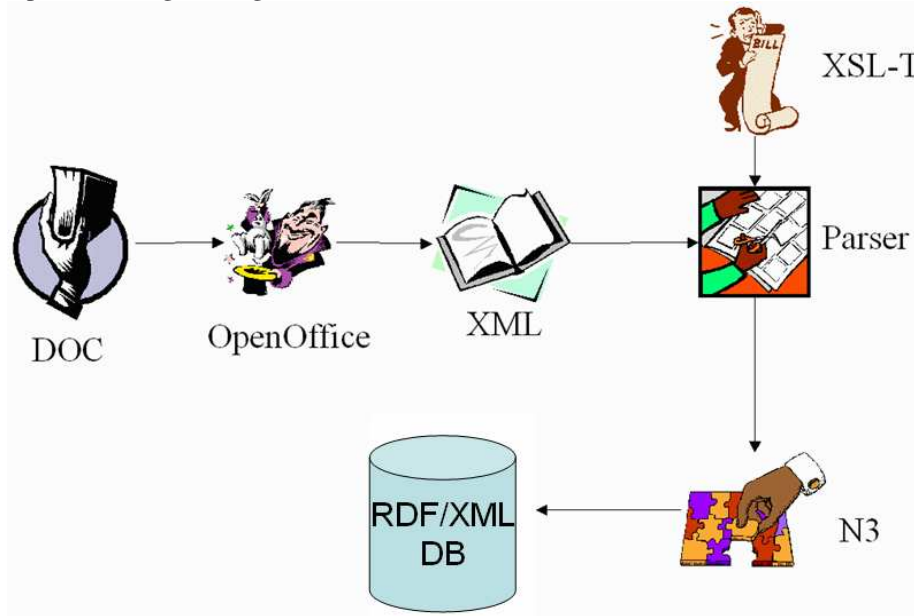 BILL
XSL-T
Parser
OpenOffice
XML
DOC
RDF/XML
DB
N3